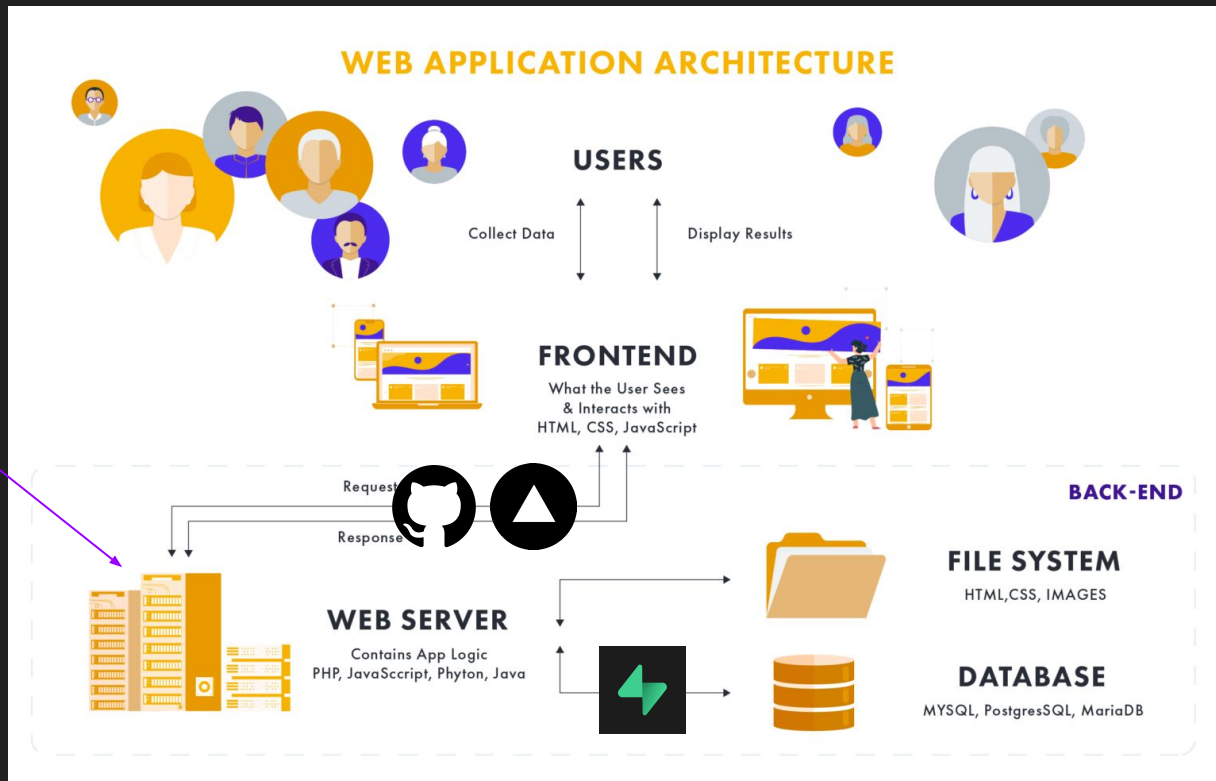 WEB APPLICATION ARCHITECTURE
USERS
Collect Data
Display Results
FRONTEND
What the User Sees
& Interacts with
HTML, CSS, JavaScript
Request
Response
BACK-END
WEB SERVER
Contains App Logic
PHP, JavaSccript, Phyton, Java
FILE SYSTEM
HTML,CSS, IMAGES
DATABASE
MYSQL, PostgresSQL, MariaDB